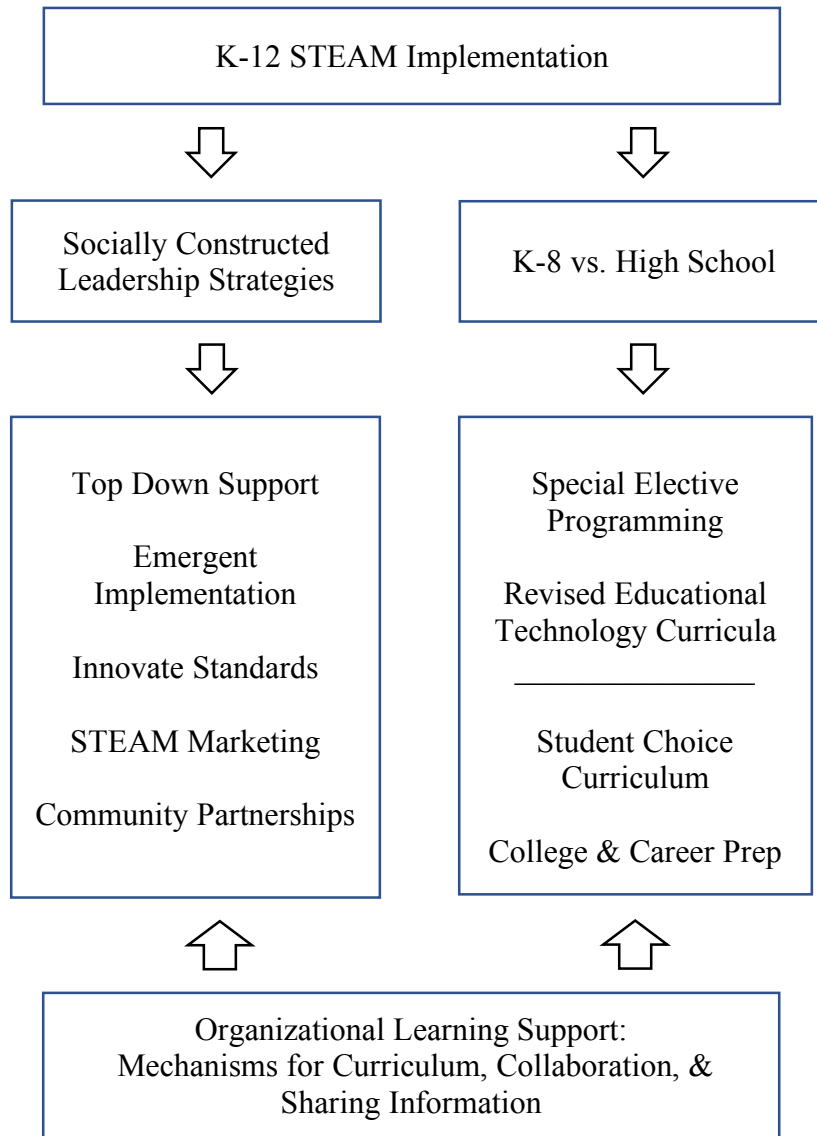 K-12 STEAM Implementation
Socially Constructed
Leadership Strategies
K-8 vs. High School
Top Down Support
Emergent
Implementation
Innovate Standards
STEAM Marketing
Community Partnerships
Special Elective
Programming
Revised Educational
Technology Curricula
Student Choice
Curriculum
College & Career Prep
Organizational Learning Support:
Mechanisms for Curriculum, Collaboration, &
Sharing Information